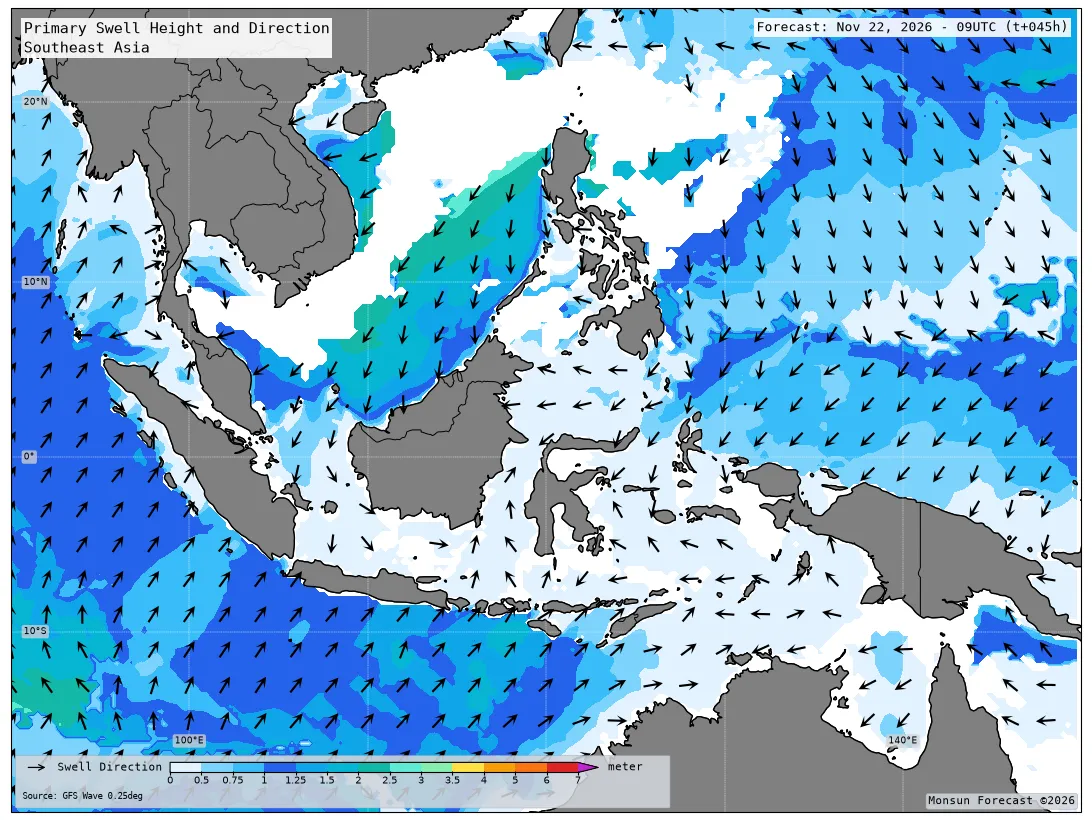 Primary Swell Height and Direction
Southeast Asia
Forecast: Nov 22, 2026 - 09UTC (t+045h)
20°N
10°N
0°
10°S
100°E
140°E
Swell Direction
0 0.5 0.75 1 1.25 1.5 2 2.5 3 3.5 4 5 6 7
meter
Source: GFS Wave 0.25deg
Monsun Forecast ©2026